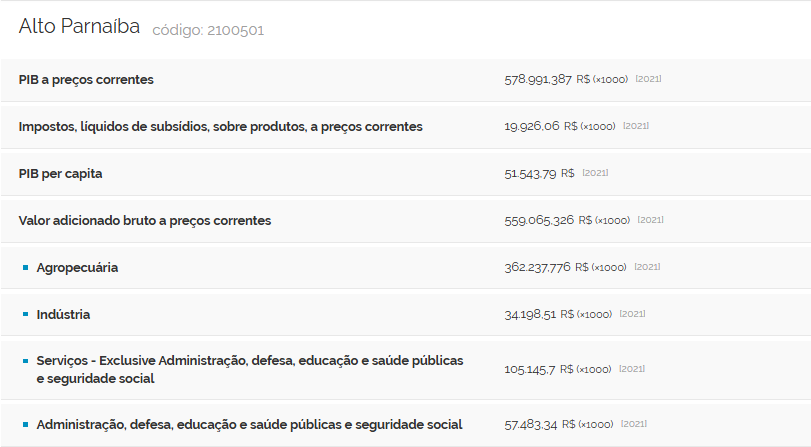 Alto Parnaíba código: 2100501
PIB a preços correntes 578.991,387 R$ (×1000) [2021]
Impostos, líquidos de subsídios, sobre produtos, a preços correntes 19.926,06 R$ (×1000) [2021]
PIB per capita 51.543,79 R$ [2021]
Valor adicionado bruto a preços correntes 559.065,326 R$ (×1000) [2021]
Agropecuária 362.237,776 R$ (×1000) [2021]
Indústria 34.198,51 R$ (×1000) [2021]
Serviços - Exclusive Administração, defesa, educação e saúde públicas
e seguridade social 105.145,7 R$ (×1000) [2021]
Administração, defesa, educação e saúde públicas e seguridade social 57.483,34 R$ (×1000) [2021]